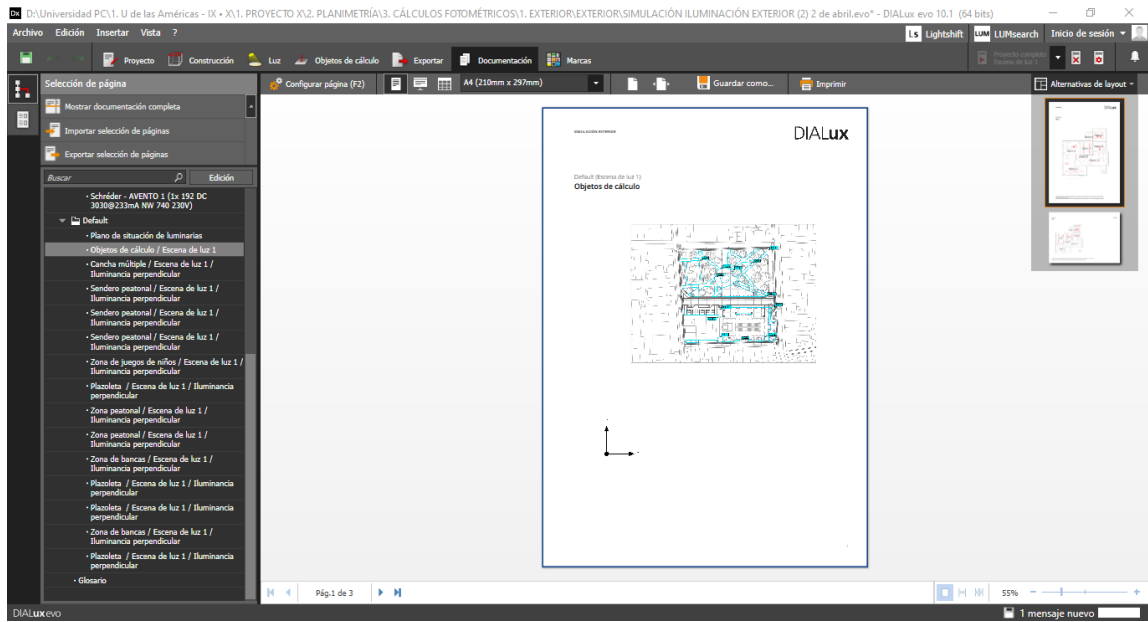 D:\Universidad PC\1. U de las Américas - IX • X\1. PROYECTO X\2. PLANIMETRÍA\3. CÁLCULOS FOTOMÉTRICOS\1. EXTERIOR\EXTERIOR\SIMULACIÓN ILUMINACIÓN EXTERIOR (2) 2 de abril.evo* - DIALux evo 10.1 (64 bits)
Archivo Edición Insertar Vista ?
Ls Lightshift LUM LUMsearch Inicio de sesión
Proyecto Construcción Luz Objetos de cálculo Exportar Documentación Marcas
Proyecto completo
Escena de luz 1
Selección de página
Configurar página (F2) A4 (210mm x 297mm) Guardar como... Imprimir
Alternativas de layout
Mostrar documentación completa
Importar selección de páginas
Exportar selección de páginas
Buscar Edición
• Schréder - AVENTO 1 (1x 192 DC
3030@233mA NW 740 230V)
Default
• Plano de situación de luminarias
• Objetos de cálculo / Escena de luz 1
• Cancha múltiple / Escena de luz 1 /
Iluminancia perpendicular
• Sendero peatonal / Escena de luz 1 /
Iluminancia perpendicular
• Sendero peatonal / Escena de luz 1 /
Iluminancia perpendicular
• Sendero peatonal / Escena de luz 1 /
Iluminancia perpendicular
• Zona de juegos de niños / Escena de luz 1 /
Iluminancia perpendicular
• Plazoleta / Escena de luz 1 / Iluminancia
perpendicular
• Zona peatonal / Escena de luz 1 /
Iluminancia perpendicular
• Zona peatonal / Escena de luz 1 /
Iluminancia perpendicular
• Zona de bancas / Escena de luz 1 /
Iluminancia perpendicular
• Plazoleta / Escena de luz 1 / Iluminancia
perpendicular
• Plazoleta / Escena de luz 1 / Iluminancia
perpendicular
• Zona de bancas / Escena de luz 1 /
Iluminancia perpendicular
• Plazoleta / Escena de luz 1 / Iluminancia
perpendicular
• Glosario
SIMULACIÓN EXTERIOR
DIALux
Default (Escena de luz 1)
Objetos de cálculo
Pág.1 de 3
55%
DIALux evo
1 mensaje nuevo